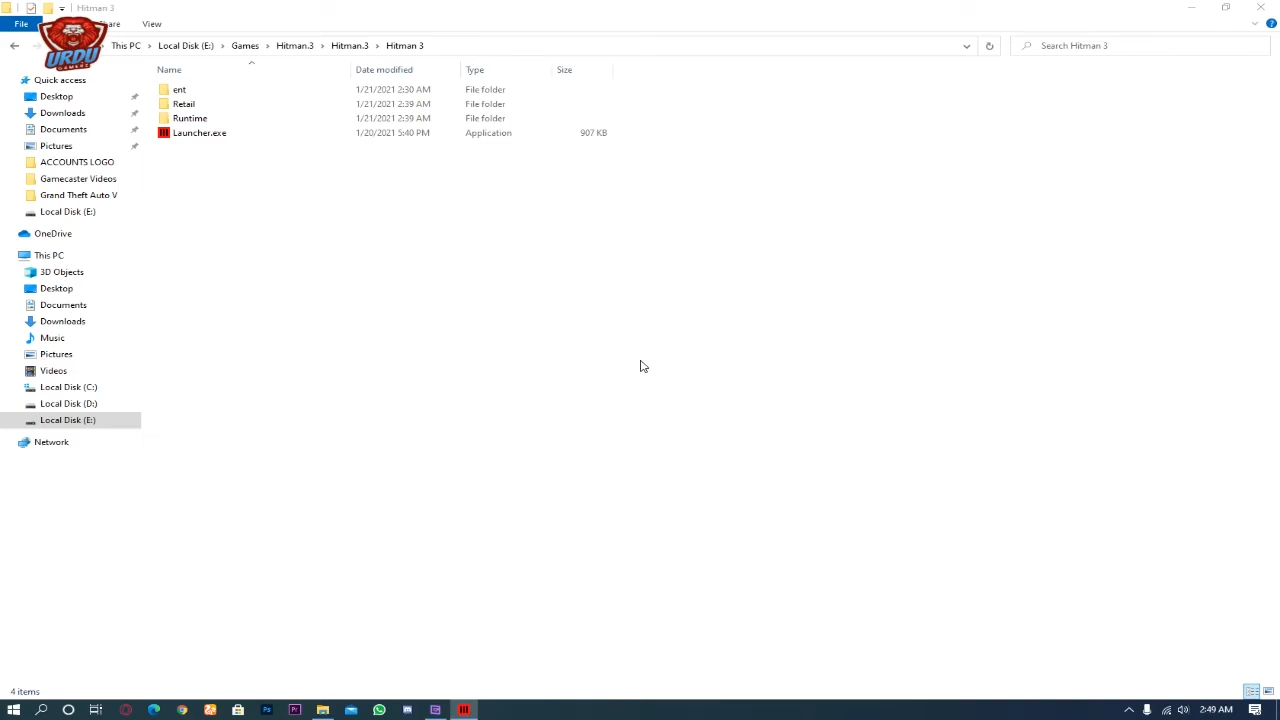 Hitman 3
File
Share
View
This PC
Local Disk (E:)
Games
Hitman.3
Hitman.3
Hitman 3
Search Hitman 3
URDU
GAMERZ
Name
Date modified
Type
Size
ent
1/21/2021 2:30 AM
File folder
Retail
1/21/2021 2:39 AM
File folder
Runtime
1/21/2021 2:39 AM
File folder
Launcher.exe
1/20/2021 5:40 PM
Application
907 KB
Quick access
Desktop
Downloads
Documents
Pictures
ACCOUNTS LOGO
Gamecaster Videos
Grand Theft Auto V
Local Disk (E:)
OneDrive
This PC
3D Objects
Desktop
Documents
Downloads
Music
Pictures
Videos
Local Disk (C:)
Local Disk (D:)
Local Disk (E:)
Network
4 items
Ps
Pr
2:49 AM